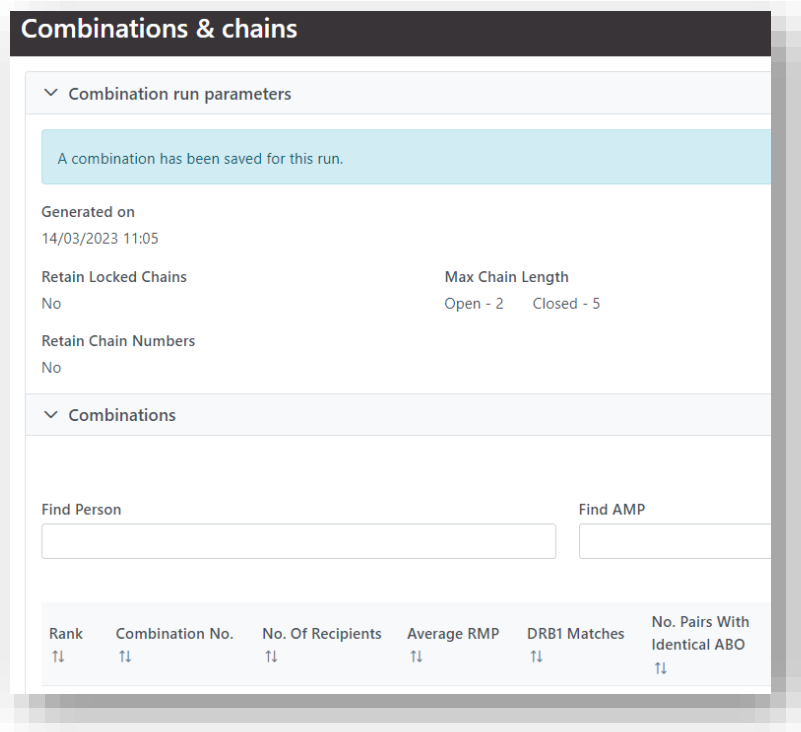 Combinations & chains
Combination run parameters
A combination has been saved for this run.
Generated on
14/03/2023 11:05
Retain Locked Chains
Max Chain Length
No
Open - 2 Closed - 5
Retain Chain Numbers
No
Combinations
Find Person
Find AMP
Rank
Combination No.
No. Of Recipients
Average RMP
DRB1 Matches
No. Pairs With
Identical ABO